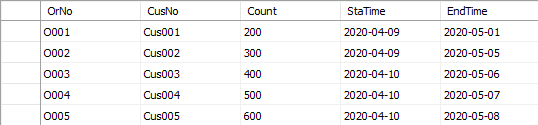 OrNo CusNo Count StaTime EndTime
O001 Cus001 200 2020-04-09 2020-05-01
O002 Cus002 300 2020-04-09 2020-05-05
O003 Cus003 400 2020-04-10 2020-05-06
O004 Cus004 500 2020-04-10 2020-05-07
O005 Cus005 600 2020-04-10 2020-05-08